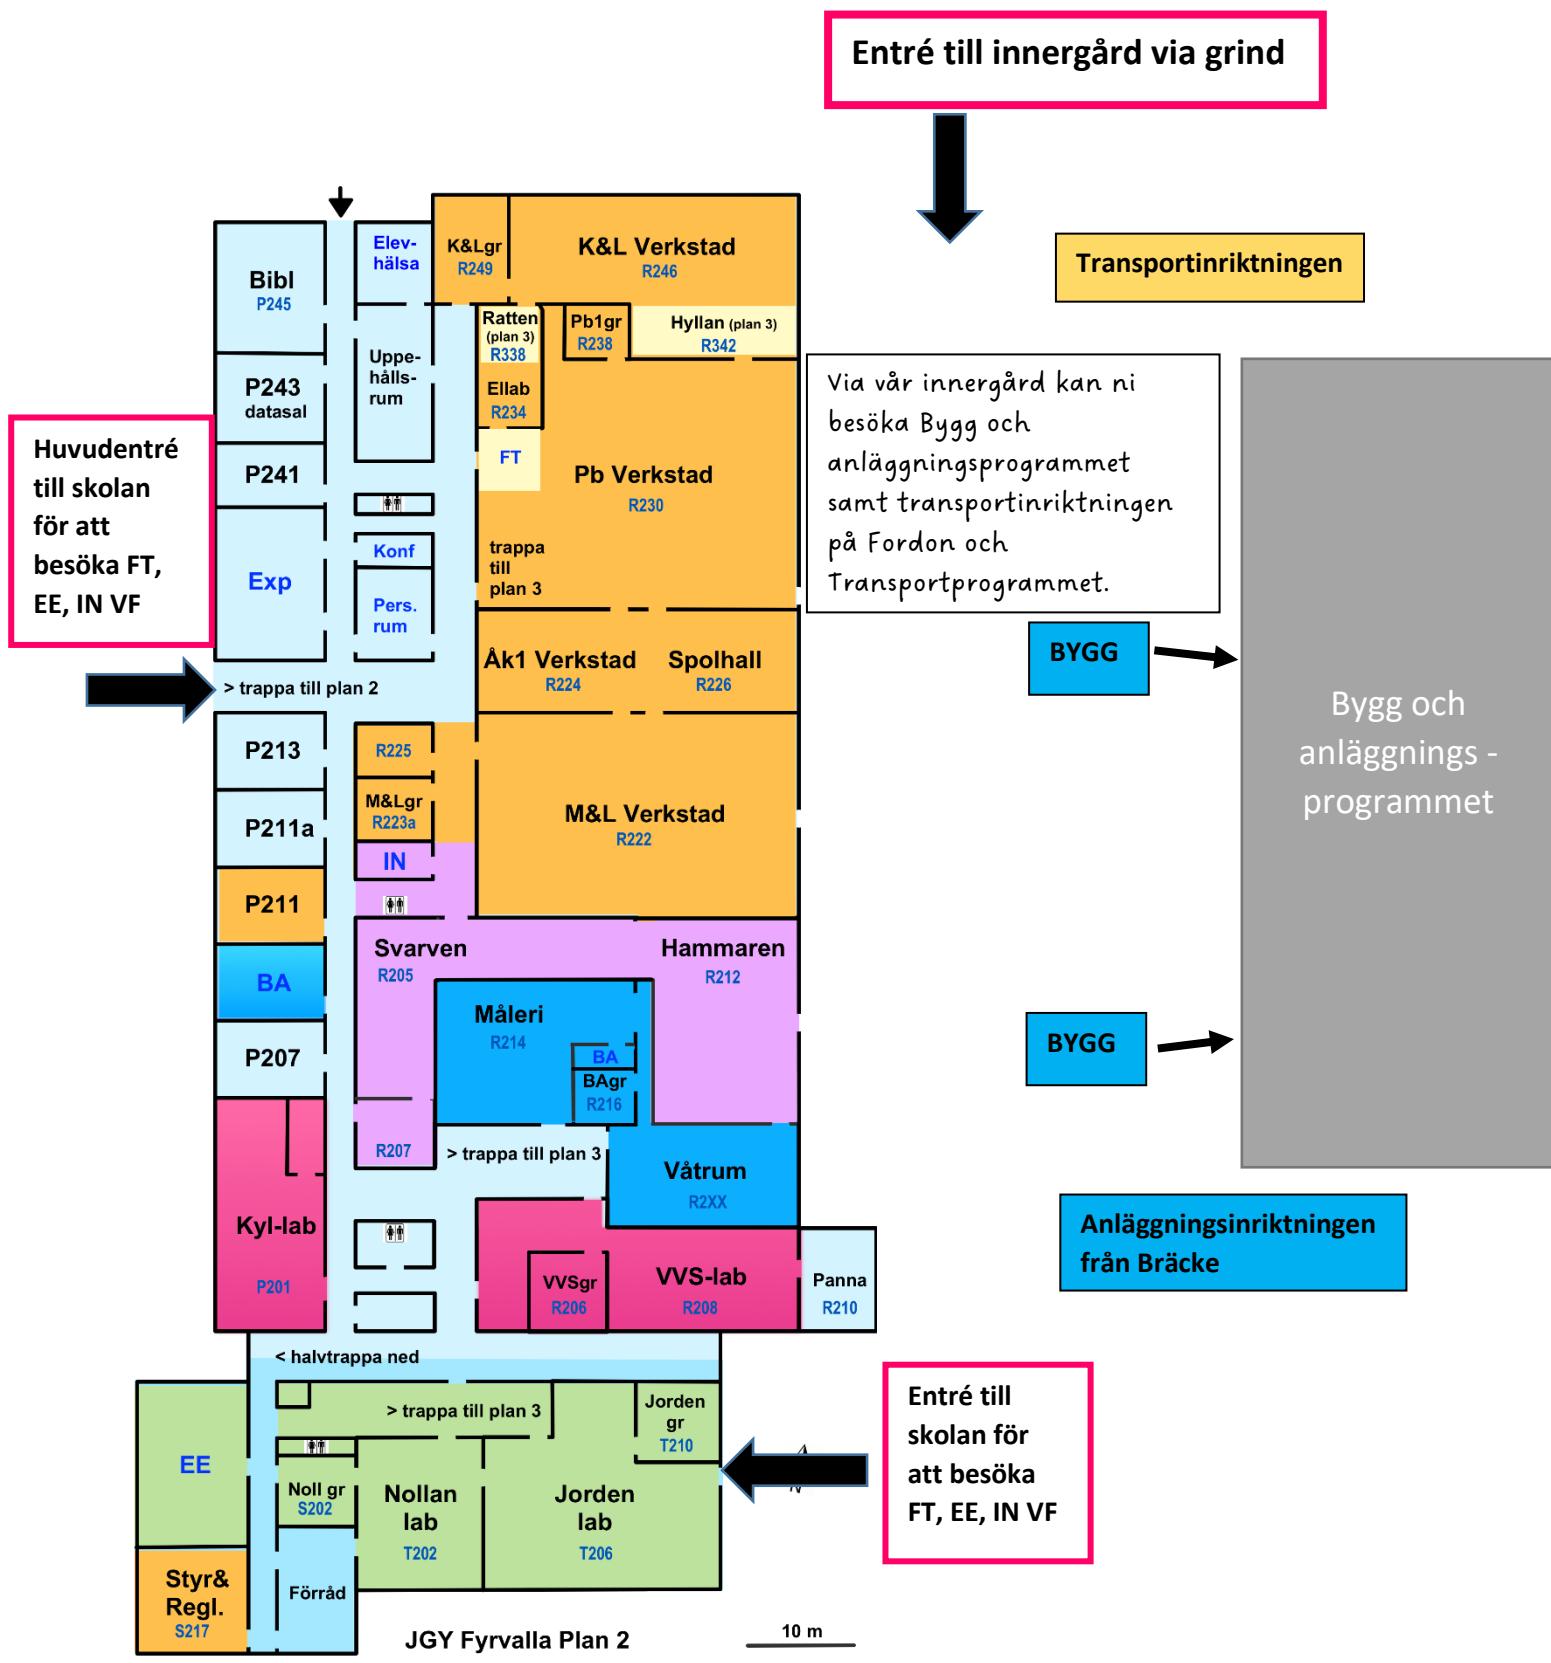 Entré till innergård via grind
Transportinriktningen
Elev-
hälsa
K&Lgr
R249
K&L Verkstad
R246
Bibl
P245
Ratten
(plan 3)
R338
Pb1gr
R238
Hyllan (plan 3)
R342
Uppe-
hålls-
rum
P243
datasal
Ellab
R234
Via vår innergård kan ni
besöka Bygg och
anläggningsprogrammet
samt transportinriktningen
på Fordon och
Transportprogrammet.
Huvudentré
till skolan
för att
besöka FT,
EE, IN VF
P241
FT
Pb Verkstad
R230
Konf
trappa
till
plan 3
Exp
Pers.
rum
Åk1 Verkstad
R224
Spolhall
R226
BYGG
> trappa till plan 2
Bygg och
anläggnings -
programmet
P213
R225
M&Lgr
R223a
P211a
M&L Verkstad
R222
IN
P211
Svarven
R205
Hammaren
R212
BA
Måleri
R214
BYGG
P207
BA
BAgr
R216
R207
> trappa till plan 3
Våtrum
R2XX
Kyl-lab
P201
Anläggningsinriktningen
från Bräcke
VVSgr
R206
VVS-lab
R208
Panna
R210
< halvtrappa ned
> trappa till plan 3
Jorden
gr
T210
Entré till
skolan för
att besöka
FT, EE, IN VF
N
EE
Noll gr
S202
Nollan
lab
T202
Jorden
lab
T206
Styr&
Regl.
S217
Förråd
JGY Fyrvalla Plan 2
10 m